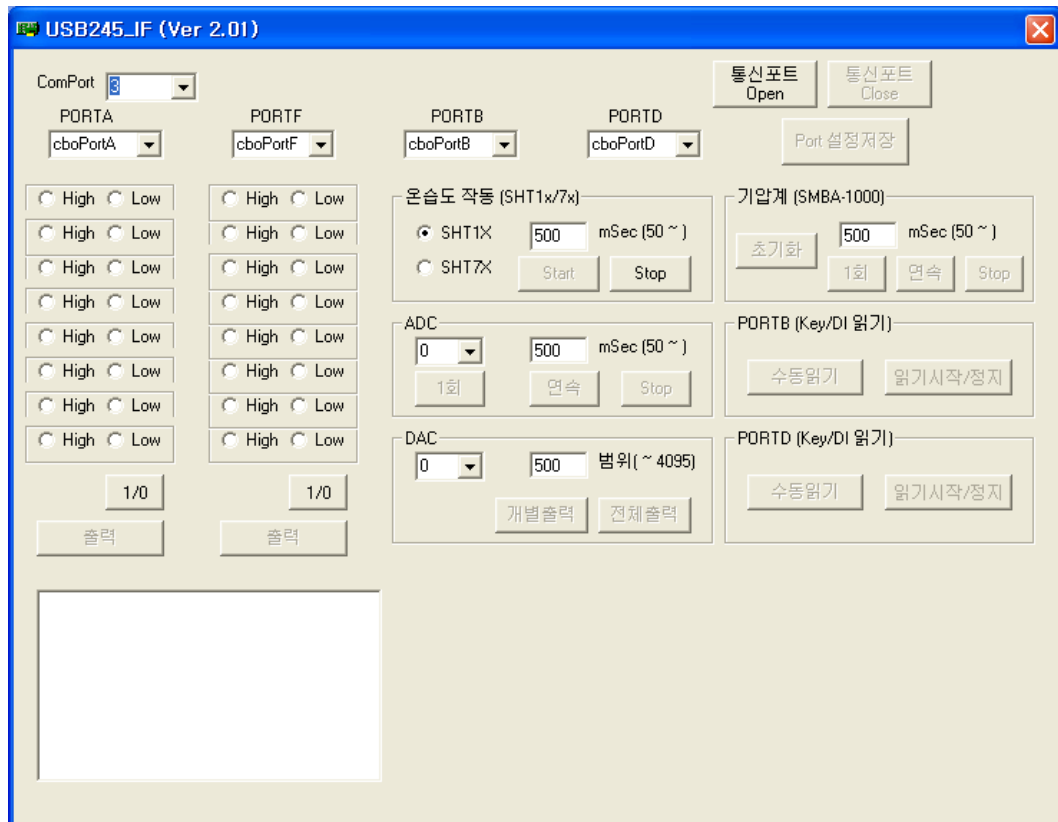 USB245_IF (Ver 2.01)
ComPort 3
통신포트 Open
통신포트 Close
PORTA
PORTF
PORTB
PORTD
cboPortA
cboPortF
cboPortB
cboPortD
Port 설정저장
High Low High Low
High Low High Low
High Low High Low
High Low High Low
High Low High Low
High Low High Low
High Low High Low
High Low High Low
1/0 1/0
출력 출력
온습도 작동 (SHT1x/7x)
SHT1X 500 mSec (50 ~ )
SHT7X Start Stop
기압계 (SMBA-1000)
초기화 500 mSec (50 ~ )
1회 연속 Stop
ADC
0 500 mSec (50 ~ )
1회 연속 Stop
PORTB (Key/DI 읽기)
수동읽기 읽기시작/정지
DAC
0 500 범위( ~ 4095)
개별출력 전체출력
PORTD (Key/DI 읽기)
수동읽기 읽기시작/정지